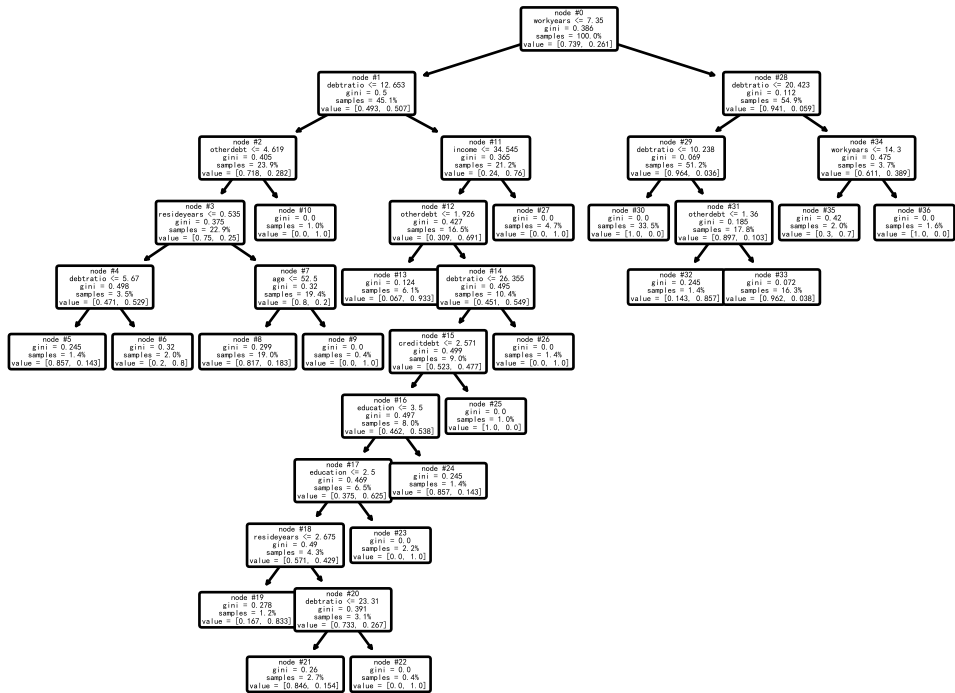 node #0
workyears <= 7.35
gini = 0.386
samples = 100.0%
value = [0.739, 0.261]
node #1
debtratio <= 12.653
gini = 0.5
samples = 45.1%
value = [0.493, 0.507]
node #28
debtratio <= 20.423
gini = 0.112
samples = 54.9%
value = [0.941, 0.059]
node #2
otherdebt <= 4.619
gini = 0.405
samples = 23.9%
value = [0.718, 0.282]
node #11
income <= 34.545
gini = 0.365
samples = 21.2%
value = [0.24, 0.76]
node #29
debtratio <= 10.238
gini = 0.069
samples = 51.2%
value = [0.964, 0.036]
node #34
workyears <= 14.3
gini = 0.475
samples = 3.7%
value = [0.611, 0.389]
node #3
resideyears <= 0.535
gini = 0.375
samples = 22.9%
value = [0.75, 0.25]
node #10
gini = 0.0
samples = 1.0%
value = [0.0, 1.0]
node #12
otherdebt <= 1.926
gini = 0.427
samples = 16.5%
value = [0.309, 0.691]
node #27
gini = 0.0
samples = 4.7%
value = [0.0, 1.0]
node #30
gini = 0.0
samples = 33.5%
value = [1.0, 0.0]
node #31
otherdebt <= 1.36
gini = 0.185
samples = 17.8%
value = [0.897, 0.103]
node #35
gini = 0.42
samples = 2.0%
value = [0.3, 0.7]
node #36
gini = 0.0
samples = 1.6%
value = [1.0, 0.0]
node #4
debtratio <= 5.67
gini = 0.498
samples = 3.5%
value = [0.471, 0.529]
node #7
age <= 52.5
gini = 0.32
samples = 19.4%
value = [0.8, 0.2]
node #13
gini = 0.124
samples = 6.1%
value = [0.067, 0.933]
node #14
debtratio <= 26.355
gini = 0.495
samples = 10.4%
value = [0.451, 0.549]
node #32
gini = 0.245
samples = 1.4%
value = [0.143, 0.857]
node #33
gini = 0.072
samples = 16.3%
value = [0.962, 0.038]
node #5
gini = 0.245
samples = 1.4%
value = [0.857, 0.143]
node #6
gini = 0.32
samples = 2.0%
value = [0.2, 0.8]
node #8
gini = 0.299
samples = 19.0%
value = [0.817, 0.183]
node #9
gini = 0.0
samples = 0.4%
value = [0.0, 1.0]
node #15
creditdebt <= 2.571
gini = 0.499
samples = 9.0%
value = [0.523, 0.477]
node #26
gini = 0.0
samples = 1.4%
value = [0.0, 1.0]
node #16
education <= 3.5
gini = 0.497
samples = 8.0%
value = [0.462, 0.538]
node #25
gini = 0.0
samples = 1.0%
value = [1.0, 0.0]
node #17
education <= 2.5
gini = 0.469
samples = 6.5%
value = [0.375, 0.625]
node #24
gini = 0.245
samples = 1.4%
value = [0.857, 0.143]
node #18
resideyears <= 2.675
gini = 0.49
samples = 4.3%
value = [0.571, 0.429]
node #23
gini = 0.0
samples = 2.2%
value = [0.0, 1.0]
node #19
gini = 0.278
samples = 1.2%
value = [0.167, 0.833]
node #20
debtratio <= 23.31
gini = 0.391
samples = 3.1%
value = [0.733, 0.267]
node #21
gini = 0.26
samples = 2.7%
value = [0.846, 0.154]
node #22
gini = 0.0
samples = 0.4%
value = [0.0, 1.0]